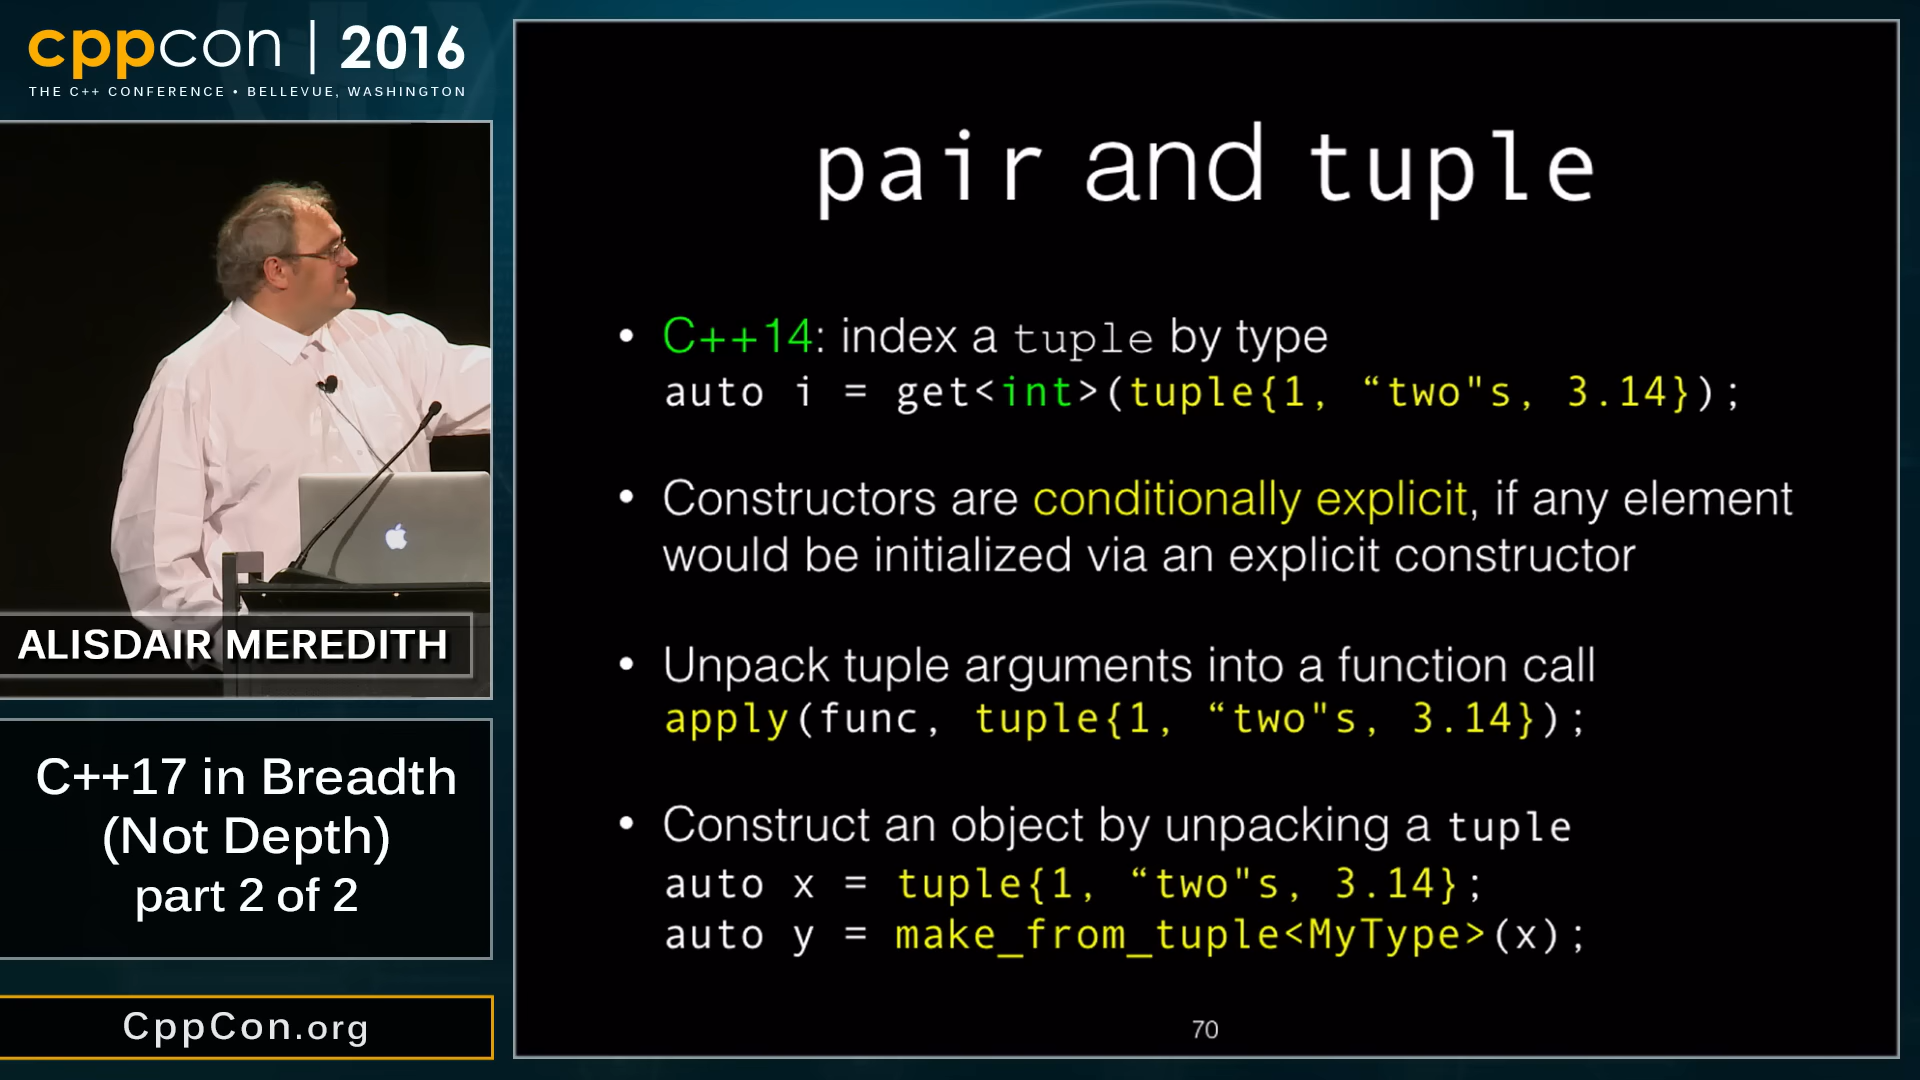 cppcon | 2016
THE C++ CONFERENCE • BELLEVUE, WASHINGTON
ALISDAIR MEREDITH
C++17 in Breadth
(Not Depth)
part 2 of 2
CppCon.org
pair and tuple
• C++14: index a tuple by type
auto i = get<int>(tuple{1, “two"s, 3.14});
• Constructors are conditionally explicit, if any element
would be initialized via an explicit constructor
• Unpack tuple arguments into a function call
apply(func, tuple{1, “two"s, 3.14});
• Construct an object by unpacking a tuple
auto x = tuple{1, “two"s, 3.14};
auto y = make_from_tuple<MyType>(x);
70